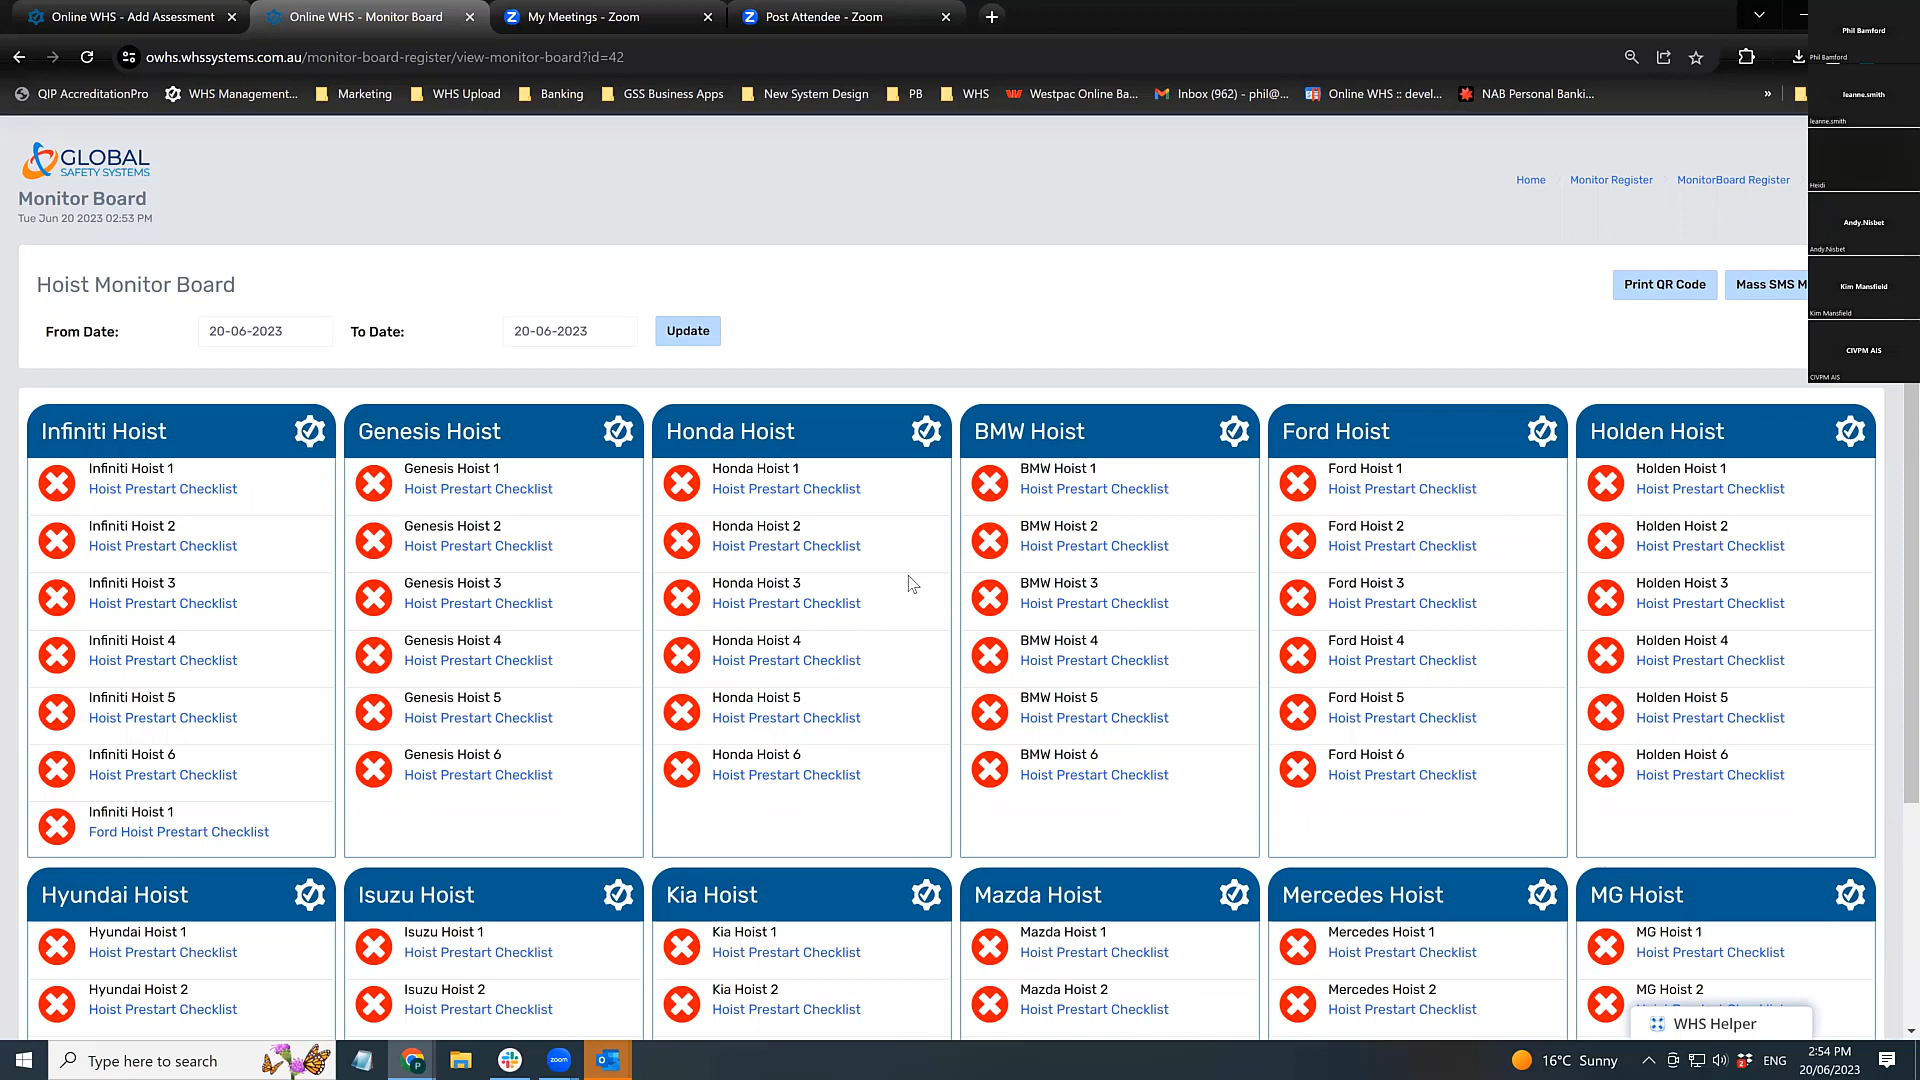 Online WHS - Add Assessment
Online WHS - Monitor Board
My Meetings - Zoom
Post Attendee - Zoom
owhs.whssystems.com.au/monitor-board-register/view-monitor-board?id=42
QIP AccreditationPro
WHS Management...
Marketing
WHS Upload
Banking
GSS Business Apps
New System Design
PB
WHS
Westpac Online Ba...
Inbox (962) - phil@...
Online WHS :: devel...
NAB Personal Banki...
»
Phil Bamford
Phil Bamford
leanne.smith
leanne.smith
Heidi
Andy.Nisbet
Andy.Nisbet
Kim Mansfield
Kim Mansfield
CIVPM AIS
CIVPM AIS
GLOBAL
SAFETY SYSTEMS
Monitor Board
Tue Jun 20 2023 02:53 PM
Home
Monitor Register
MonitorBoard Register
Hoist Monitor Board
Print QR Code
Mass SMS M
From Date:
20-06-2023
To Date:
20-06-2023
Update
Infiniti Hoist
Infiniti Hoist 1
Hoist Prestart Checklist
Infiniti Hoist 2
Hoist Prestart Checklist
Infiniti Hoist 3
Hoist Prestart Checklist
Infiniti Hoist 4
Hoist Prestart Checklist
Infiniti Hoist 5
Hoist Prestart Checklist
Infiniti Hoist 6
Hoist Prestart Checklist
Infiniti Hoist 1
Ford Hoist Prestart Checklist
Genesis Hoist
Genesis Hoist 1
Hoist Prestart Checklist
Genesis Hoist 2
Hoist Prestart Checklist
Genesis Hoist 3
Hoist Prestart Checklist
Genesis Hoist 4
Hoist Prestart Checklist
Genesis Hoist 5
Hoist Prestart Checklist
Genesis Hoist 6
Hoist Prestart Checklist
Honda Hoist
Honda Hoist 1
Hoist Prestart Checklist
Honda Hoist 2
Hoist Prestart Checklist
Honda Hoist 3
Hoist Prestart Checklist
Honda Hoist 4
Hoist Prestart Checklist
Honda Hoist 5
Hoist Prestart Checklist
Honda Hoist 6
Hoist Prestart Checklist
BMW Hoist
BMW Hoist 1
Hoist Prestart Checklist
BMW Hoist 2
Hoist Prestart Checklist
BMW Hoist 3
Hoist Prestart Checklist
BMW Hoist 4
Hoist Prestart Checklist
BMW Hoist 5
Hoist Prestart Checklist
BMW Hoist 6
Hoist Prestart Checklist
Ford Hoist
Ford Hoist 1
Hoist Prestart Checklist
Ford Hoist 2
Hoist Prestart Checklist
Ford Hoist 3
Hoist Prestart Checklist
Ford Hoist 4
Hoist Prestart Checklist
Ford Hoist 5
Hoist Prestart Checklist
Ford Hoist 6
Hoist Prestart Checklist
Holden Hoist
Holden Hoist 1
Hoist Prestart Checklist
Holden Hoist 2
Hoist Prestart Checklist
Holden Hoist 3
Hoist Prestart Checklist
Holden Hoist 4
Hoist Prestart Checklist
Holden Hoist 5
Hoist Prestart Checklist
Holden Hoist 6
Hoist Prestart Checklist
Hyundai Hoist
Hyundai Hoist 1
Hoist Prestart Checklist
Hyundai Hoist 2
Hoist Prestart Checklist
Isuzu Hoist
Isuzu Hoist 1
Hoist Prestart Checklist
Isuzu Hoist 2
Hoist Prestart Checklist
Kia Hoist
Kia Hoist 1
Hoist Prestart Checklist
Kia Hoist 2
Hoist Prestart Checklist
Mazda Hoist
Mazda Hoist 1
Hoist Prestart Checklist
Mazda Hoist 2
Hoist Prestart Checklist
Mercedes Hoist
Mercedes Hoist 1
Hoist Prestart Checklist
Mercedes Hoist 2
Hoist Prestart Checklist
MG Hoist
MG Hoist 1
Hoist Prestart Checklist
MG Hoist 2
WHS Helper
Type here to search
zoom
16°C Sunny
ENG
2:54 PM
20/06/2023